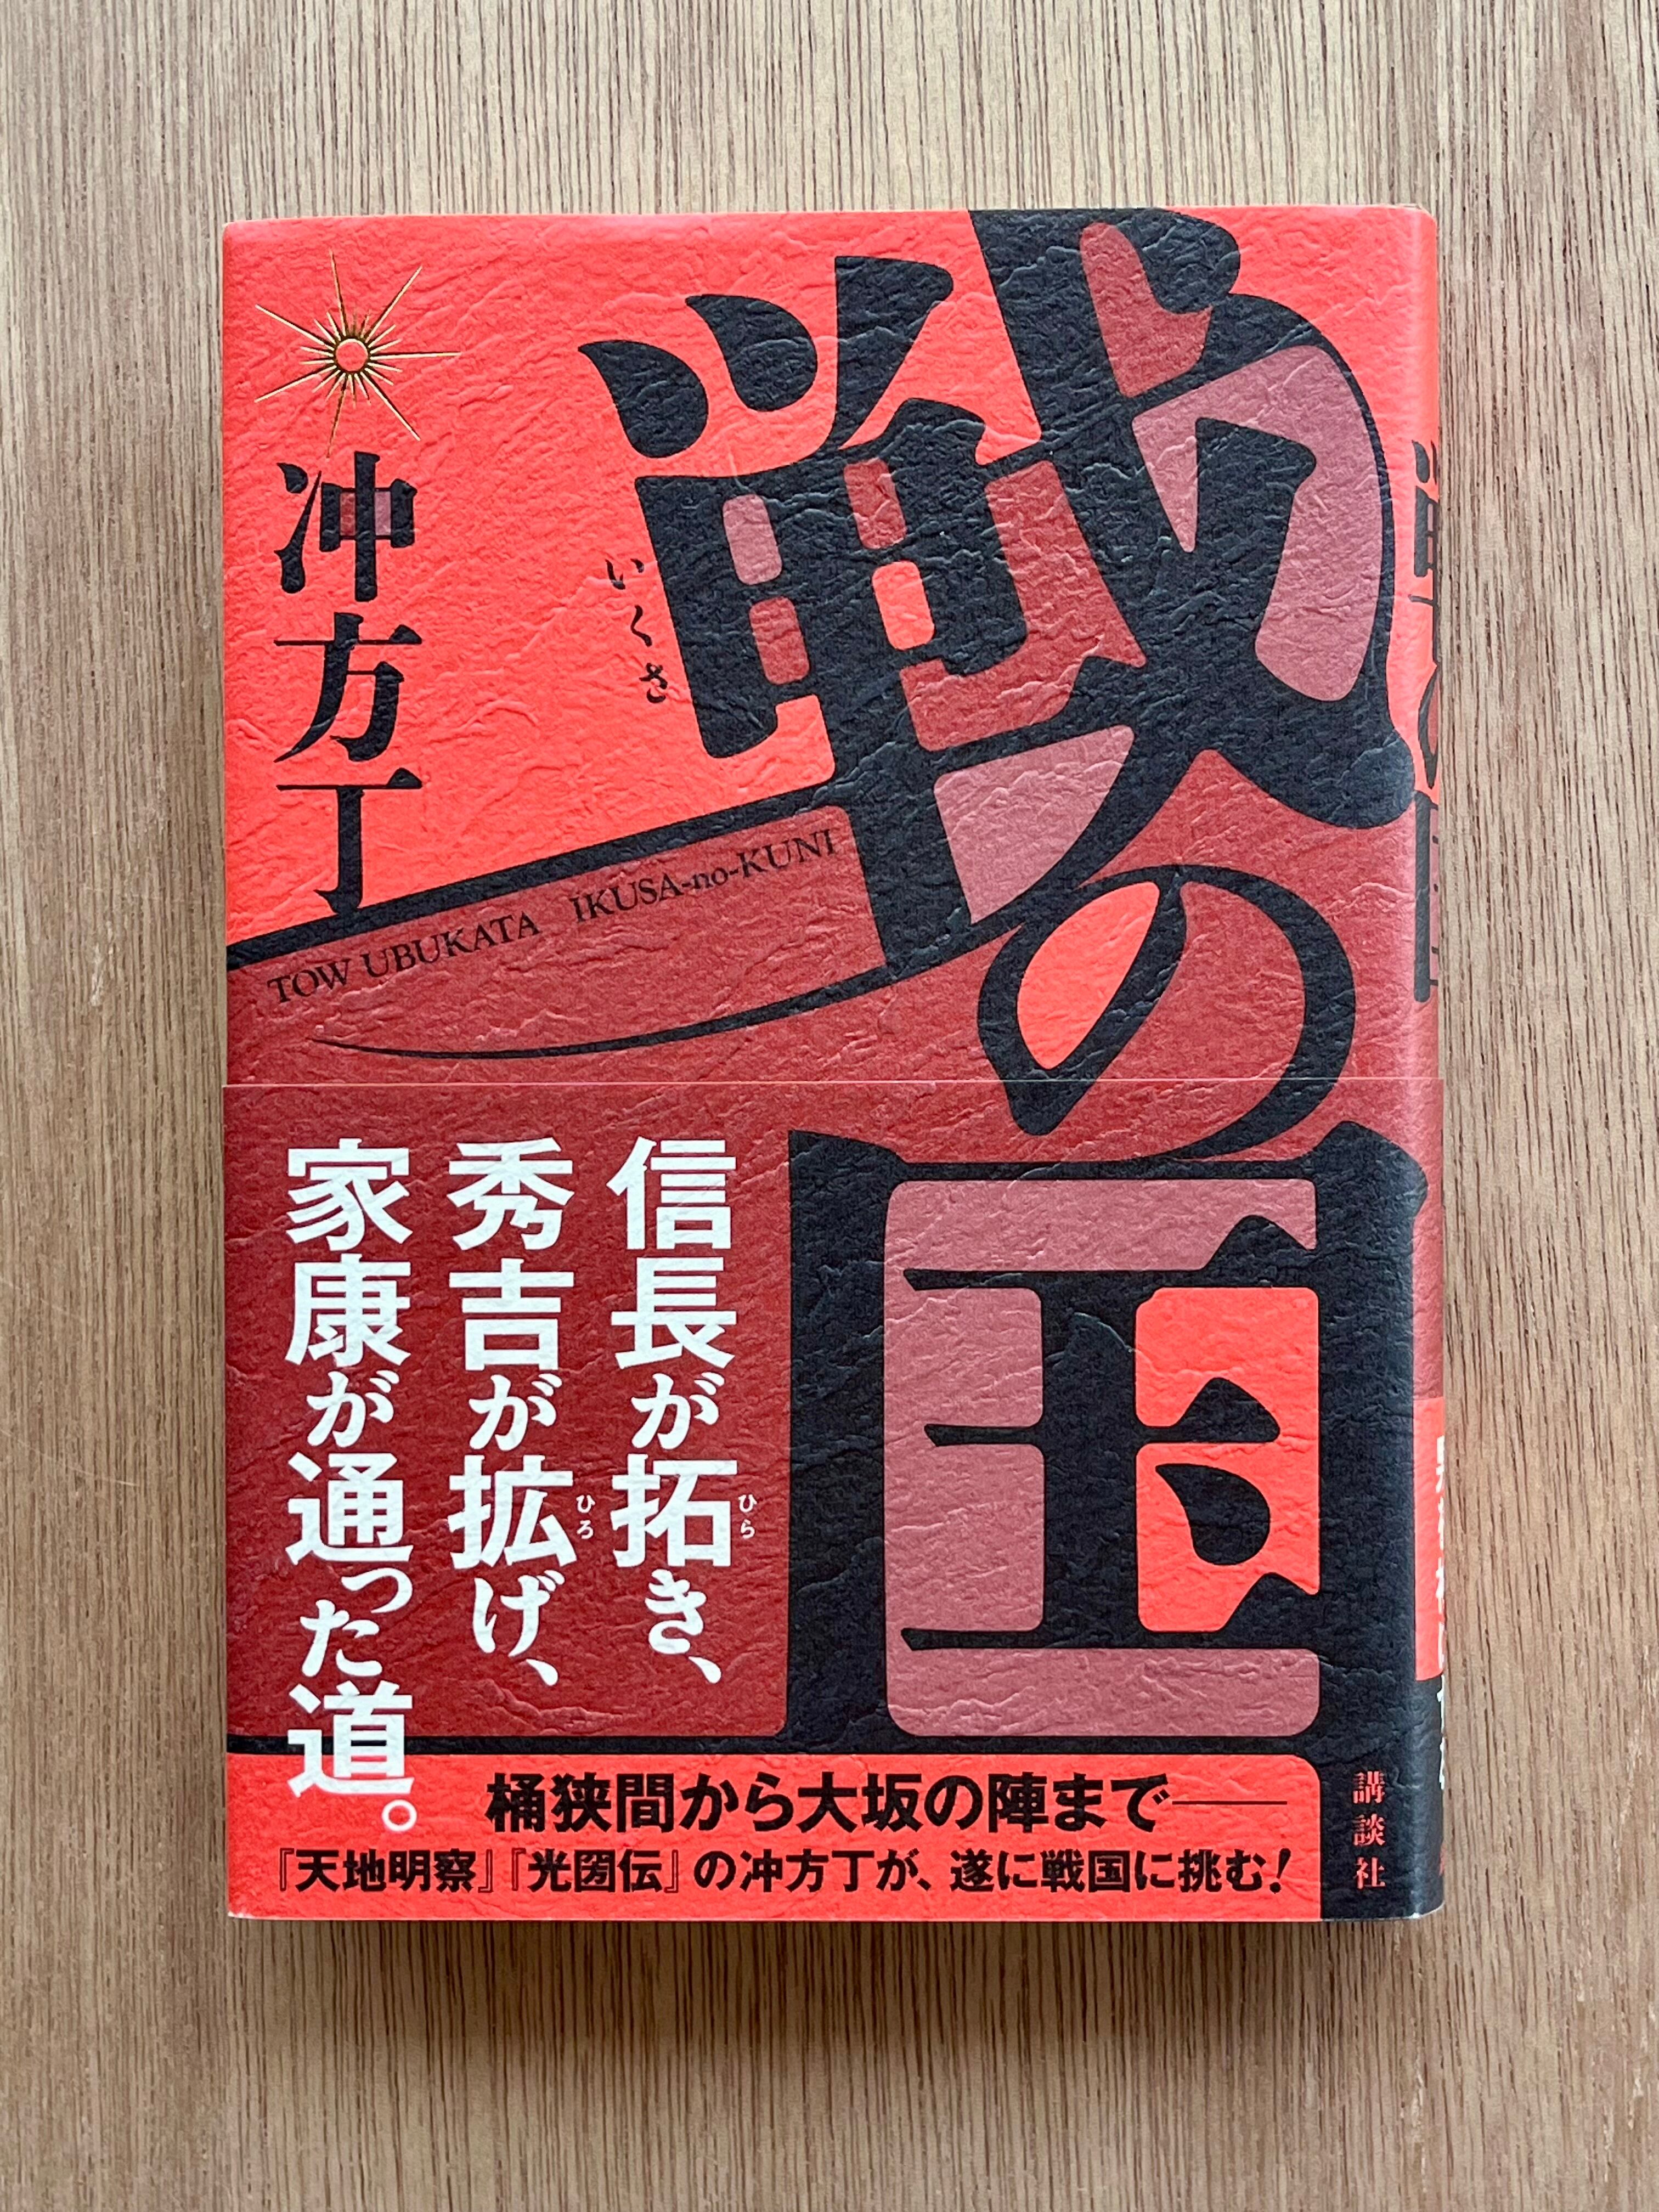 戦の国
いくさ
冲方丁
TOW UBUKATA IKUSA-no-KUNI
信長が拓き、
ひら
秀吉が拡げ、
ひろ
家康が通った道。
桶狭間から大坂の陣まで——
『天地明察』『光圀伝』の冲方丁が、遂に戦国に挑む!
講談社